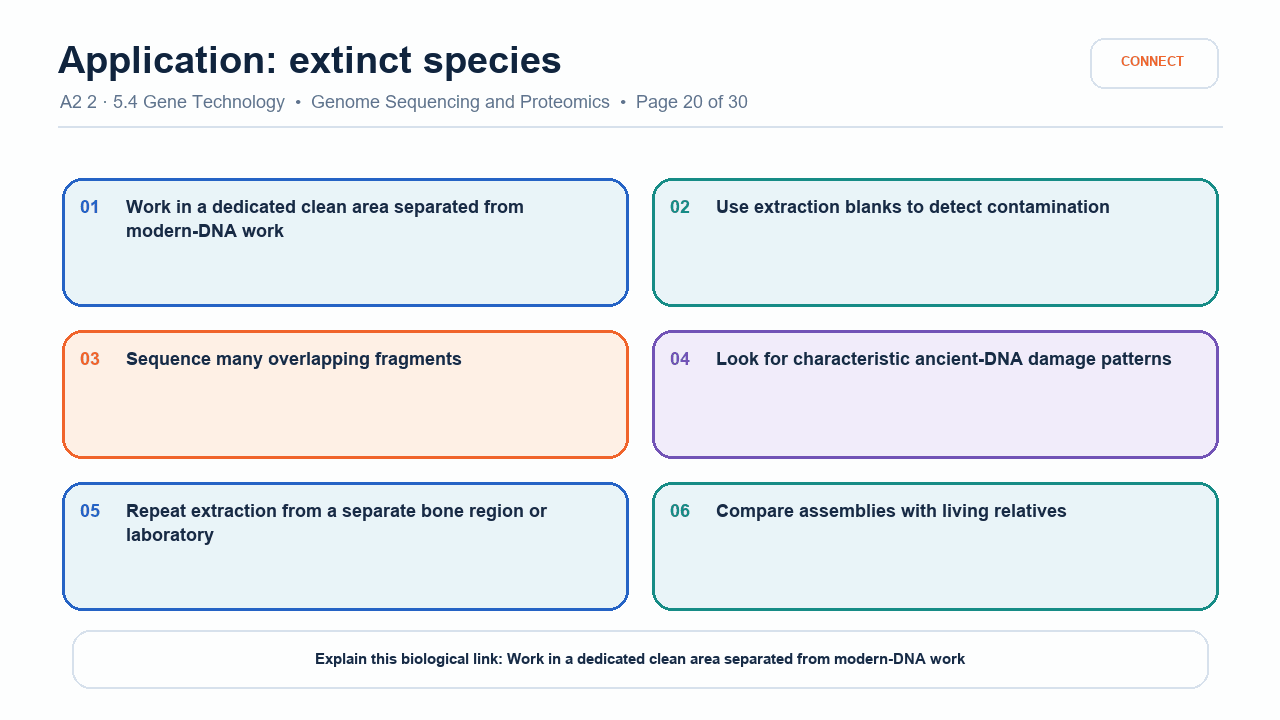 Application: extinct species
CONNECT
A2 2 · 5.4 Gene Technology • Genome Sequencing and Proteomics • Page 20 of 30
01 Work in a dedicated clean area separated from
modern-DNA work
02 Use extraction blanks to detect contamination
03 Sequence many overlapping fragments
04 Look for characteristic ancient-DNA damage patterns
05 Repeat extraction from a separate bone region or
laboratory
06 Compare assemblies with living relatives
Explain this biological link: Work in a dedicated clean area separated from modern-DNA work